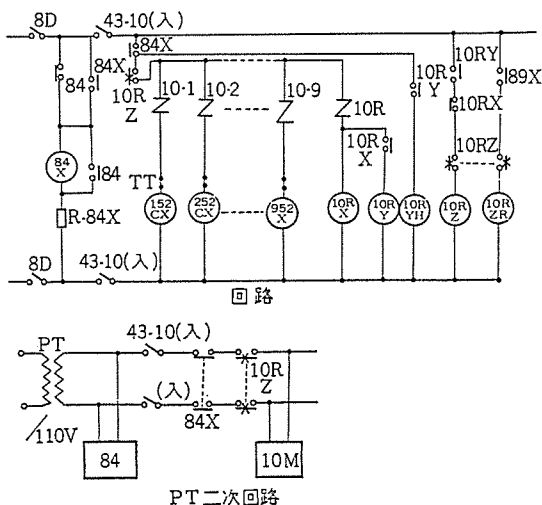 8D 43-10(入)
84X
84 84X 10R Z 10・1 10・2 10・9 10R 10R Y 10RY 89X
10RX
84 X 84 10R X 10RZ
TT
R-84X 152 CX 252 CX 952 X 10R X 10R Y 10R YH 10R Z 10R ZR
8D 43-10(入)
回路
PT 43-10(入)
10R Z
(入)
84X
110V
84 10M
PT二次回路